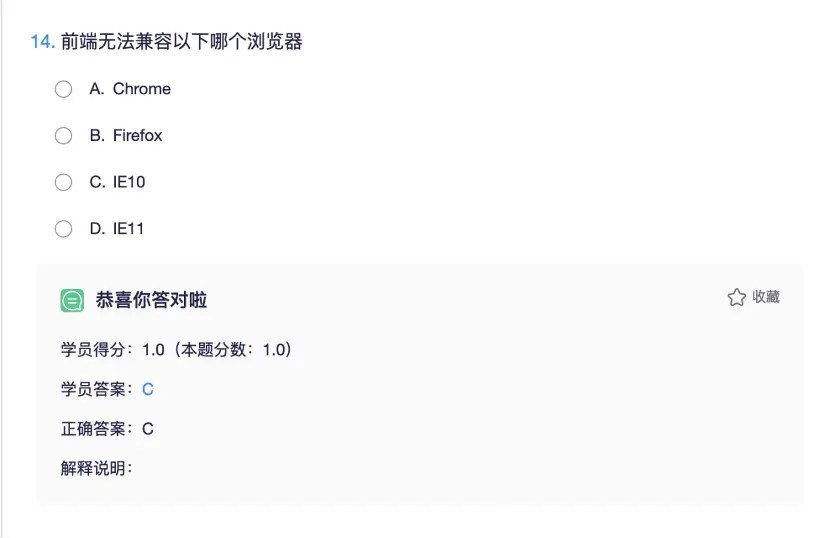 14. 前端无法兼容以下哪个浏览器
A. Chrome
B. Firefox
C. IE10
D. IE11
恭喜你答对啦
收藏
学员得分：1.0（本题分数：1.0）
学员答案：C
正确答案：C
解释说明：